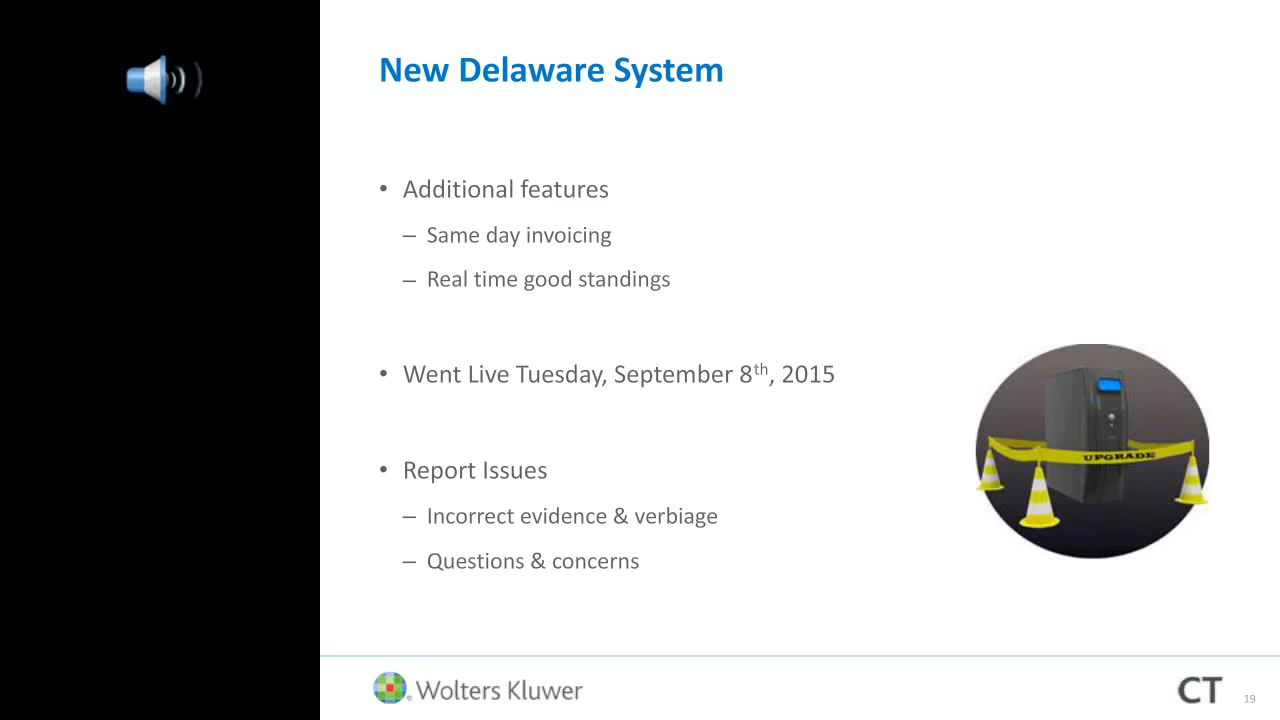 New Delaware System
• Additional features
– Same day invoicing
– Real time good standings
• Went Live Tuesday, September 8th, 2015
• Report Issues
– Incorrect evidence & verbiage
– Questions & concerns
UPGRADE
Wolters Kluwer
CT
19